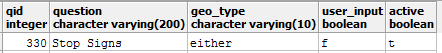 qid question geo_type user_input active
integer character varying(200) character varying(10) boolean boolean
330 Stop Signs either f t